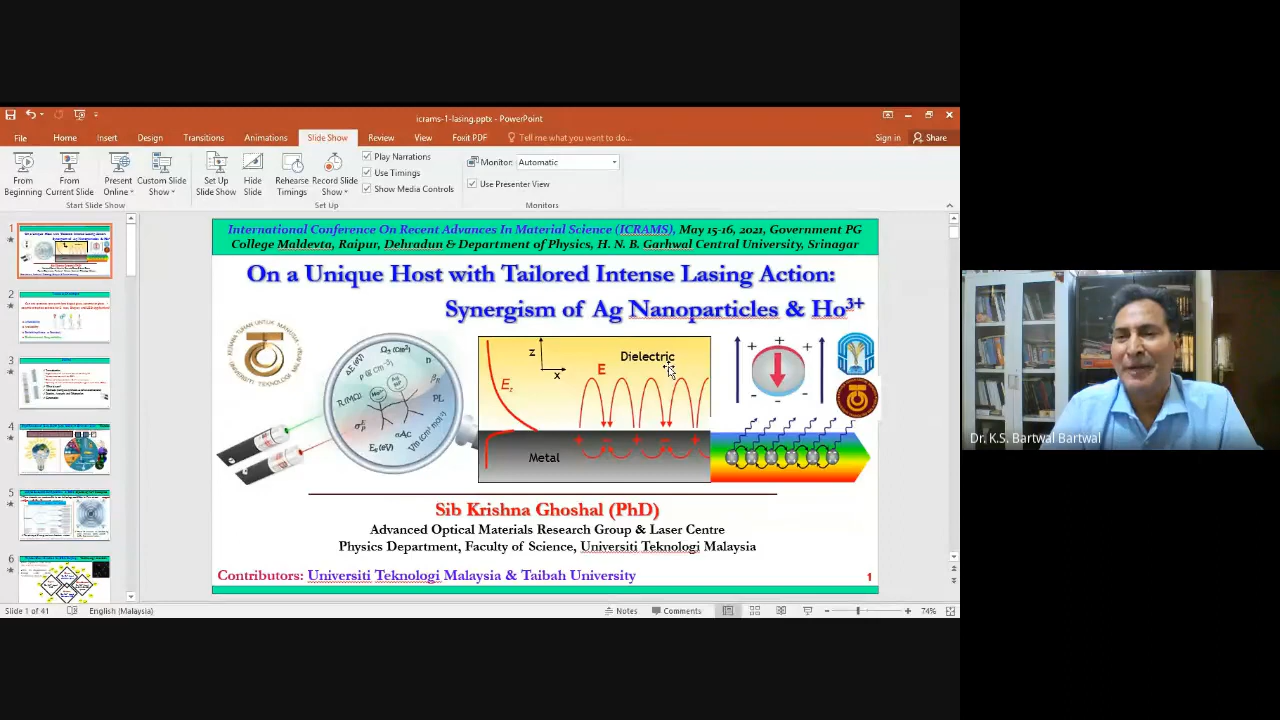 icrams-1-lasing.pptx - PowerPoint
File Home Insert Design Transitions Animations Slide Show Review View Foxit PDF Tell me what you want to do... Sign in Share
From Beginning
From Current Slide
Present Online
Custom Slide Show
Start Slide Show
Set Up Slide Show
Hide Slide
Rehearse Timings
Record Slide Show
Play Narrations
Use Timings
Show Media Controls
Set Up
Monitor: Automatic
Use Presenter View
Monitors
1
2
3
4
5
6
International Conference On Recent Advances In Material Science (ICRAMS), May 15-16, 2021, Government PG
College Maldevta, Raipur, Dehradun & Department of Physics, H. N. B. Garhwal Central University, Srinagar
On a Unique Host with Tailored Intense Lasing Action:
Synergism of Ag Nanoparticles & Ho3+
z
x
Dielectric
E
Metal
PL
Sib Krishna Ghoshal (PhD)
Advanced Optical Materials Research Group & Laser Centre
Physics Department, Faculty of Science, Universiti Teknologi Malaysia
Contributors: Universiti Teknologi Malaysia & Taibah University 1
Dr. K.S. Bartwal Bartwal
Slide 1 of 41 English (Malaysia) Notes Comments 74%